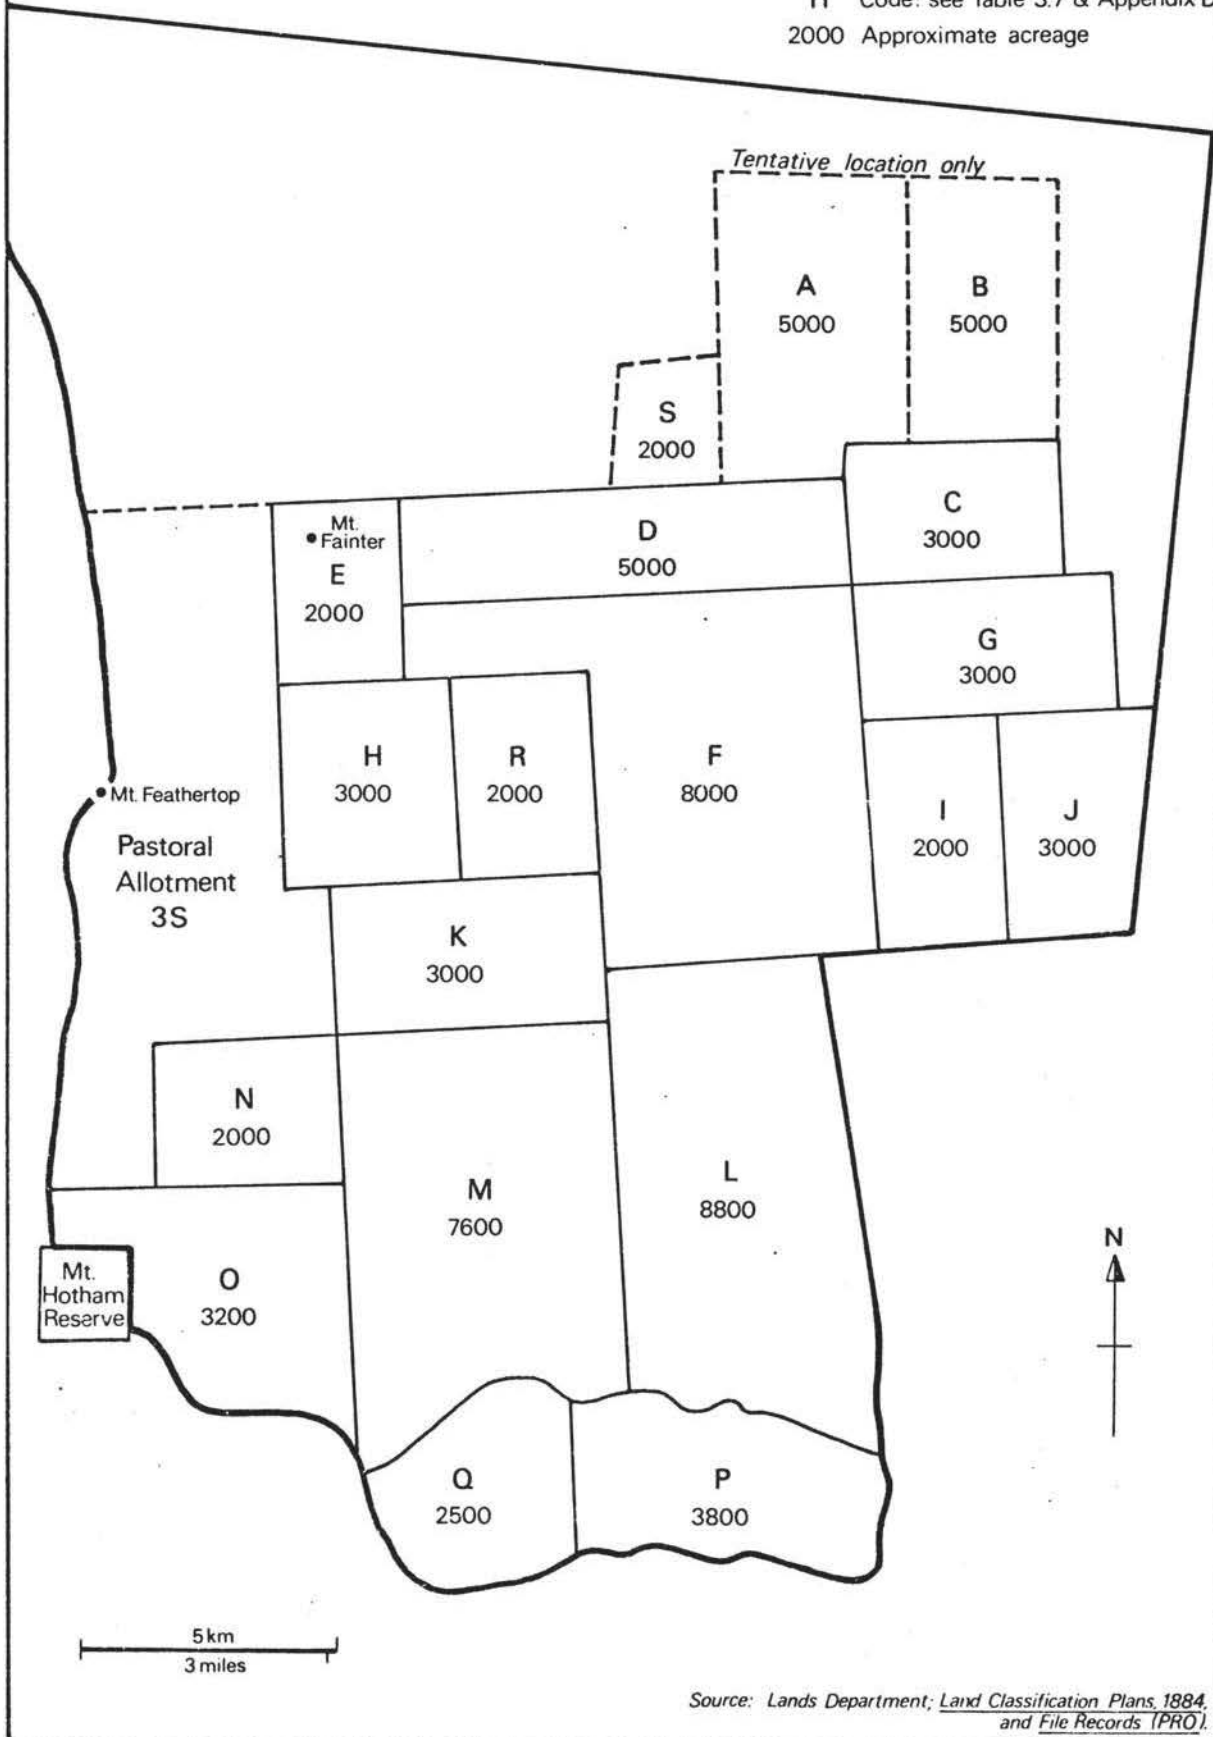 H Code: see Table 3.7 & Appendix
2000 Approximate acreage
Tentative location only
A
5000
B
5000
S
2000
C
3000
D
5000
Mt.
Fainter
E
2000
G
3000
H
3000
R
2000
F
8000
I
2000
J
3000
Mt. Feathertop
Pastoral
Allotment
3S
K
3000
N
2000
M
7600
L
8800
Mt.
Hotham
Reserve
O
3200
N
Q
2500
P
3800
5km
3 miles
Source: Lands Department; Land Classification Plans, 1884,
and File Records (PRO).